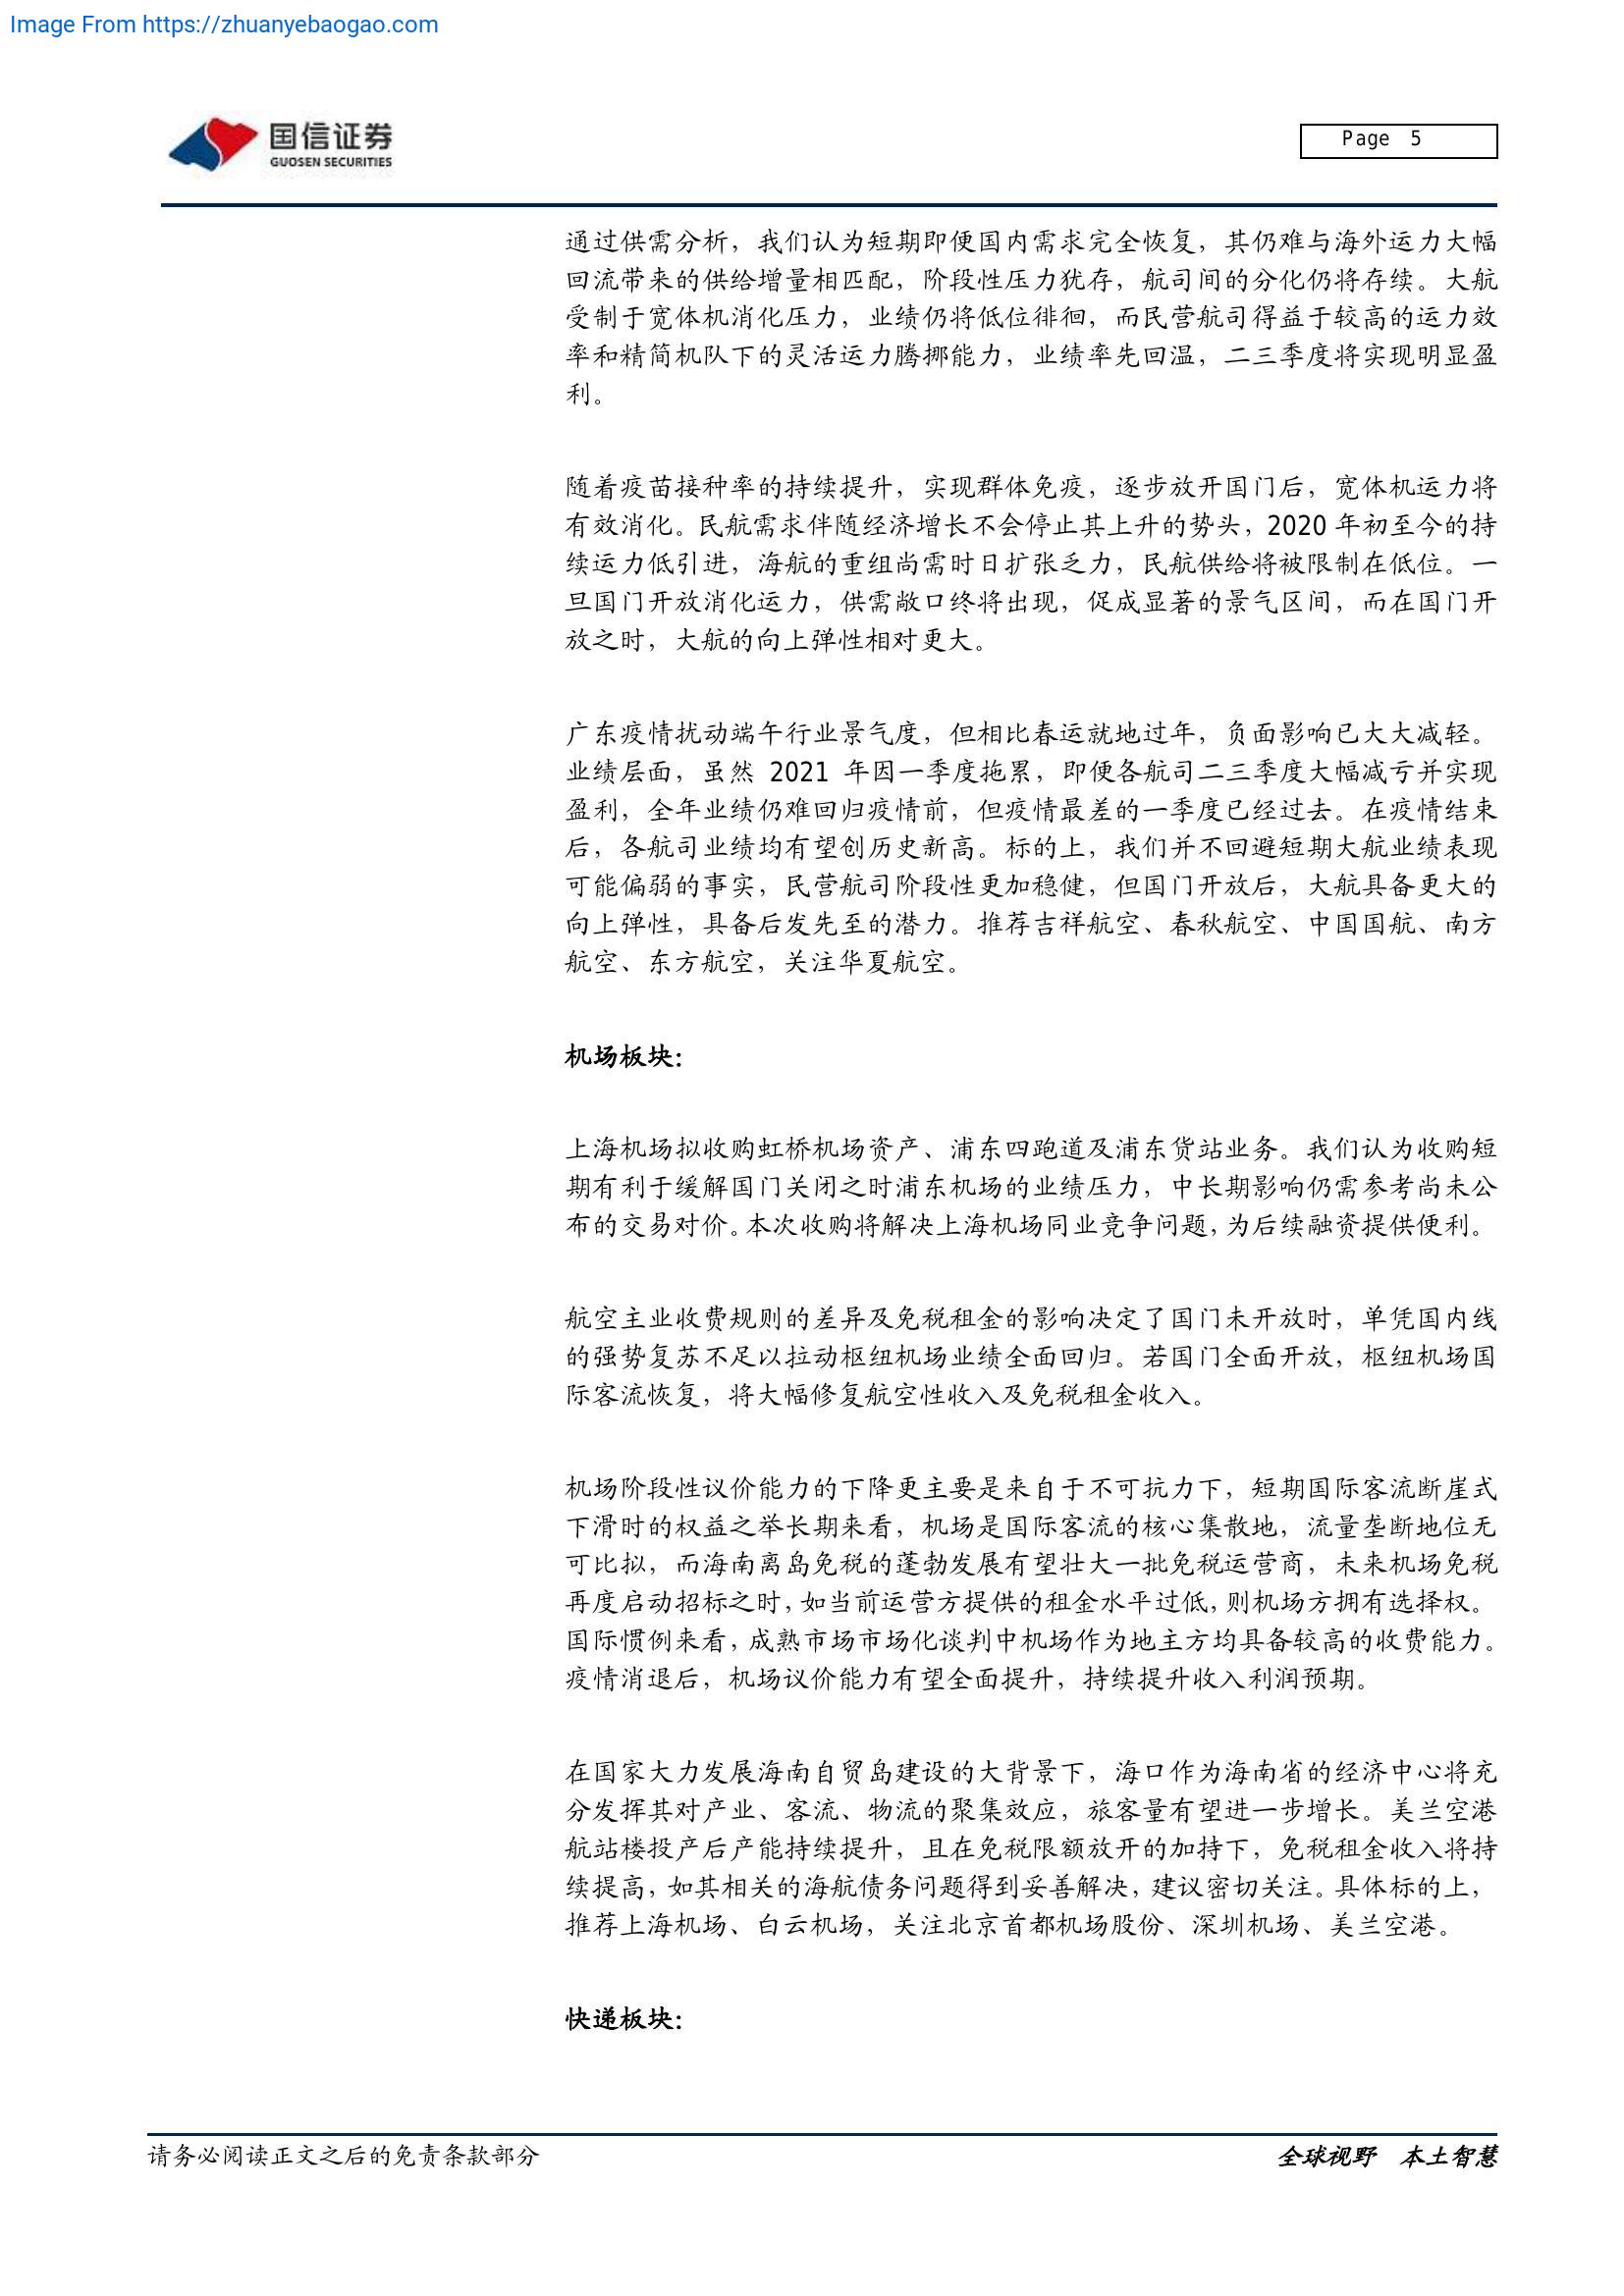 Image From https://zhuanyebaogao.com
国信证券
GUOSEN SECURITIES
Page 5
通过供需分析，我们认为短期即便国内需求完全恢复，其仍难与海外运力大幅
回流带来的供给增量相匹配，阶段性压力犹存，航司间的分化仍将存续。大航
受制于宽体机消化压力，业绩仍将低位徘徊，而民营航司得益于较高的运力效
率和精简机队下的灵活运力腾挪能力，业绩率先回温，二三季度将实现明显盈
利。
随着疫苗接种率的持续提升，实现群体免疫，逐步放开国门后，宽体机运力将
有效消化。民航需求伴随经济增长不会停止其上升的势头，2020 年初至今的持
续运力低引进，海航的重组尚需时日扩张乏力，民航供给将被限制在低位。一
旦国门开放消化运力，供需敞口终将出现，促成显著的景气区间，而在国门开
放之时，大航的向上弹性相对更大。
广东疫情扰动端午行业景气度，但相比春运就地过年，负面影响已大大减轻。
业绩层面，虽然 2021 年因一季度拖累，即便各航司二三季度大幅减亏并实现
盈利，全年业绩仍难回归疫情前，但疫情最差的一季度已经过去。在疫情结束
后，各航司业绩均有望创历史新高。标的上，我们并不回避短期大航业绩表现
可能偏弱的事实，民营航司阶段性更加稳健，但国门开放后，大航具备更大的
向上弹性，具备后发先至的潜力。推荐吉祥航空、春秋航空、中国国航、南方
航空、东方航空，关注华夏航空。
机场板块：
上海机场拟收购虹桥机场资产、浦东四跑道及浦东货站业务。我们认为收购短
期有利于缓解国门关闭之时浦东机场的业绩压力，中长期影响仍需参考尚未公
布的交易对价。本次收购将解决上海机场同业竞争问题，为后续融资提供便利。
航空主业收费规则的差异及免税租金的影响决定了国门未开放时，单凭国内线
的强势复苏不足以拉动枢纽机场业绩全面回归。若国门全面开放，枢纽机场国
际客流恢复，将大幅修复航空性收入及免税租金收入。
机场阶段性议价能力的下降更主要是来自于不可抗力下，短期国际客流断崖式
下滑时的权益之举长期来看，机场是国际客流的核心集散地，流量垄断地位无
可比拟，而海南离岛免税的蓬勃发展有望壮大一批免税运营商，未来机场免税
再度启动招标之时，如当前运营方提供的租金水平过低，则机场方拥有选择权。
国际惯例来看，成熟市场市场化谈判中机场作为地主方均具备较高的收费能力。
疫情消退后，机场议价能力有望全面提升，持续提升收入利润预期。
在国家大力发展海南自贸岛建设的大背景下，海口作为海南省的经济中心将充
分发挥其对产业、客流、物流的聚集效应，旅客量有望进一步增长。美兰空港
航站楼投产后产能持续提升，且在免税限额放开的加持下，免税租金收入将持
续提高，如其相关的海航债务问题得到妥善解决，建议密切关注。具体标的上，
推荐上海机场、白云机场，关注北京首都机场股份、深圳机场、美兰空港。
快递板块：
请务必阅读正文之后的免责条款部分
全球视野 本土智慧